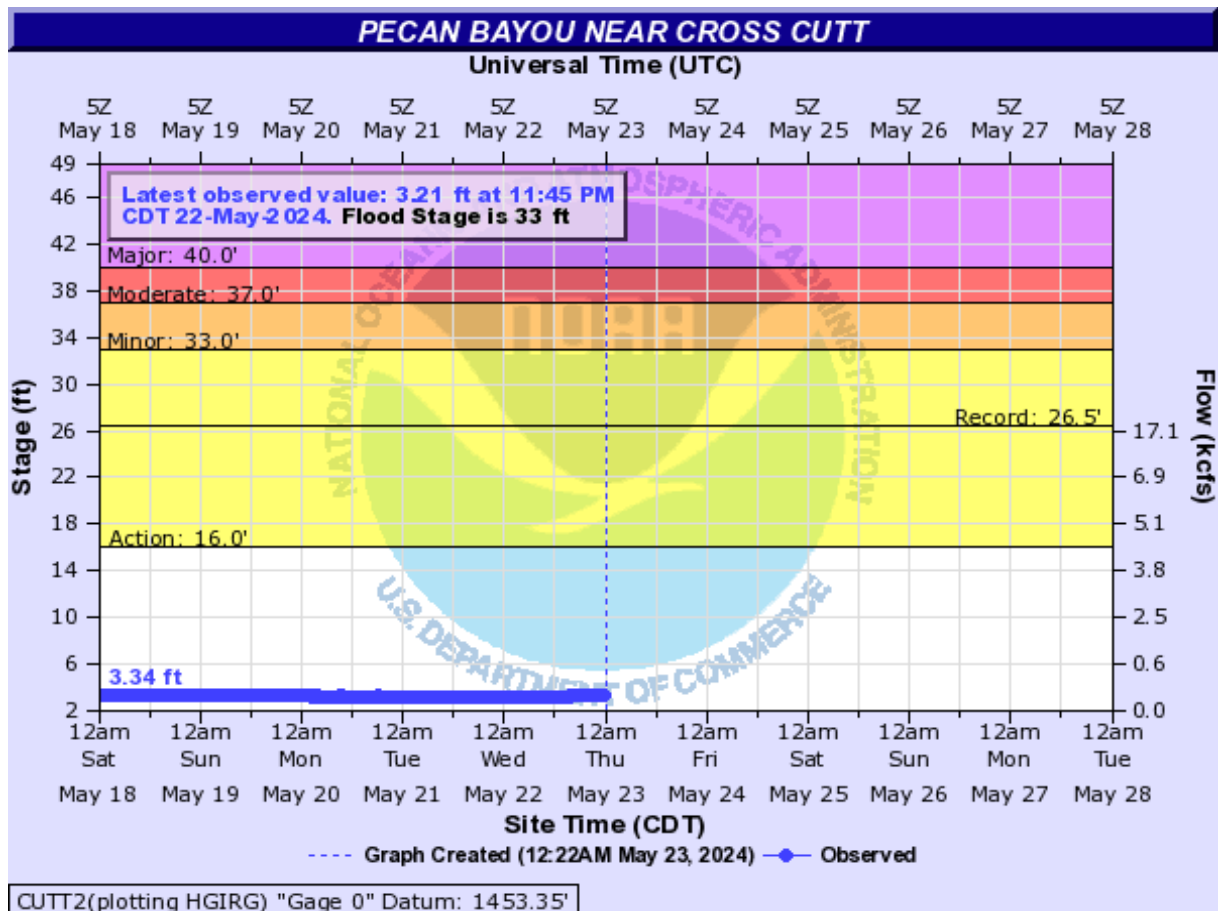 PECAN BAYOU NEAR CROSS CUTT
Universal Time (UTC)
5Z 5Z 5Z 5Z 5Z 5Z 5Z 5Z 5Z 5Z 5Z
May 18 May 19 May 20 May 21 May 22 May 23 May 24 May 25 May 26 May 27 May 28
Latest observed value: 3.21 ft at 11:45 PM
CDT 22-May-2024. Flood Stage is 33 ft
49
46
42
Major: 40.0'
38
Moderate: 37.0'
34
Minor: 33.0'
30
Record: 26.5'
26 17.1
22 6.9
18 5.1
Action: 16.0'
14 3.8
10 2.5
6 0.6
3.34 ft
2 0.0
Stage (ft)
Flow (kcfs)
NATIONAL OCEANIC AND ATMOSPHERIC ADMINISTRATION
NOAA
U.S. DEPARTMENT OF COMMERCE
12am 12am 12am 12am 12am 12am 12am 12am 12am 12am 12am
Sat Sun Mon Tue Wed Thu Fri Sat Sun Mon Tue
May 18 May 19 May 20 May 21 May 22 May 23 May 24 May 25 May 26 May 27 May 28
Site Time (CDT)
Graph Created (12:22AM May 23, 2024) Observed
CUTT2(plotting HGIRG) "Gage 0" Datum: 1453.35'